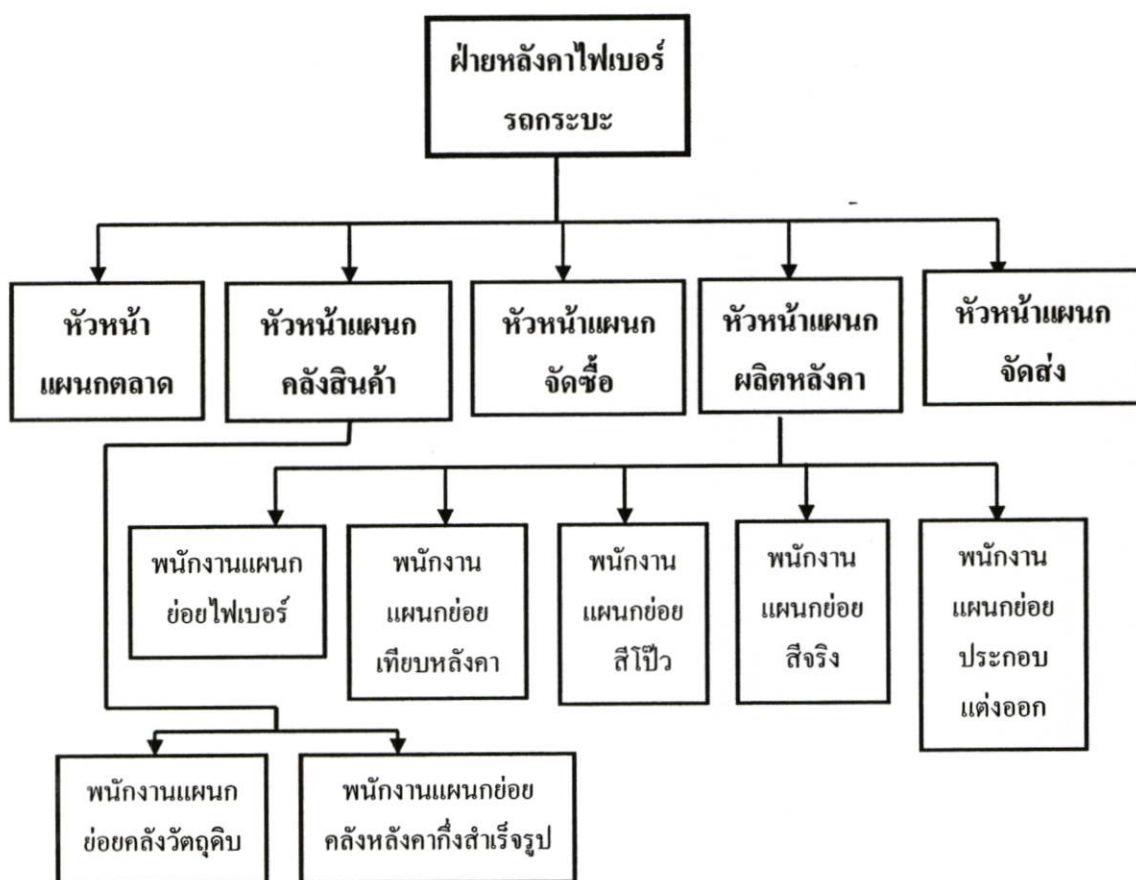 ฝ่ายหลังคาไฟเบอร์
รถกระบะ
หัวหน้า
แผนกตลาด
หัวหน้าแผนก
คลังสินค้า
หัวหน้าแผนก
จัดซื้อ
หัวหน้าแผนก
ผลิตหลังคา
หัวหน้าแผนก
จัดส่ง
พนักงานแผนก
ย่อยไฟเบอร์
พนักงาน
แผนกย่อย
เทียบหลังคา
พนักงาน
แผนกย่อย
สีโป๊ว
พนักงาน
แผนกย่อย
สีจริง
พนักงาน
แผนกย่อย
ประกอบ
แต่งออก
พนักงานแผนก
ย่อยคลังวัตถุดิบ
พนักงานแผนกย่อย
คลังหลังคากึ่งสำเร็จรูป